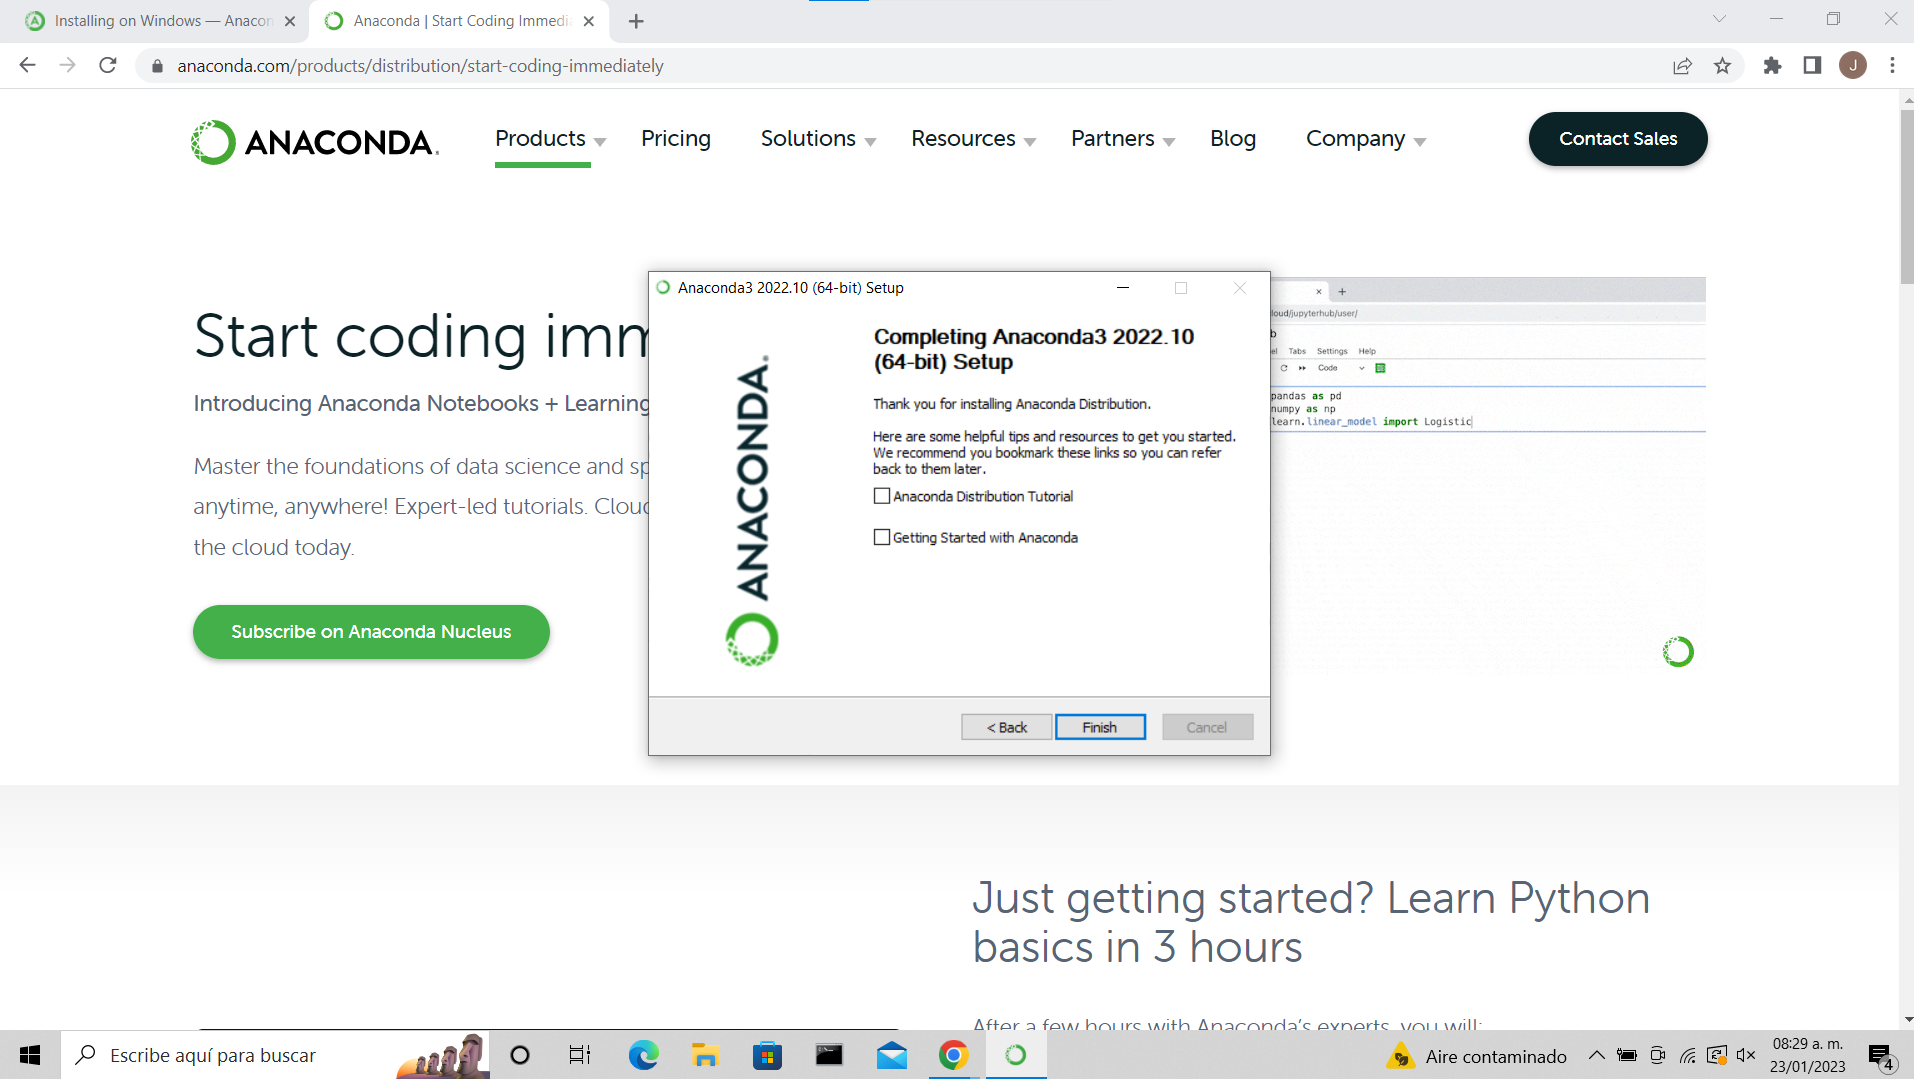 Installing on Windows — Anacon
Anaconda | Start Coding Immedi
anaconda.com/products/distribution/start-coding-immediately
J
ANACONDA.
Products
Pricing
Solutions
Resources
Partners
Blog
Company
Contact Sales
Start coding imm
Introducing Anaconda Notebooks + Learning
Master the foundations of data science and sp
anytime, anywhere! Expert-led tutorials. Cloud
the cloud today.
Subscribe on Anaconda Nucleus
Anaconda3 2022.10 (64-bit) Setup
ANACONDA.
Completing Anaconda3 2022.10
(64-bit) Setup
Thank you for installing Anaconda Distribution.
Here are some helpful tips and resources to get you started.
We recommend you bookmark these links so you can refer
back to them later.
Anaconda Distribution Tutorial
Getting Started with Anaconda
< Back
Finish
Cancel
loud/jupyterhub/user/
b
el Tabs Settings Help
Code
pandas as pd
numpy as np
learn.linear_model import Logistic
Just getting started? Learn Python
basics in 3 hours
After a few hours with Anaconda's experts, you will:
Escribe aquí para buscar
Aire contaminado
08:29 a. m.
23/01/2023
4